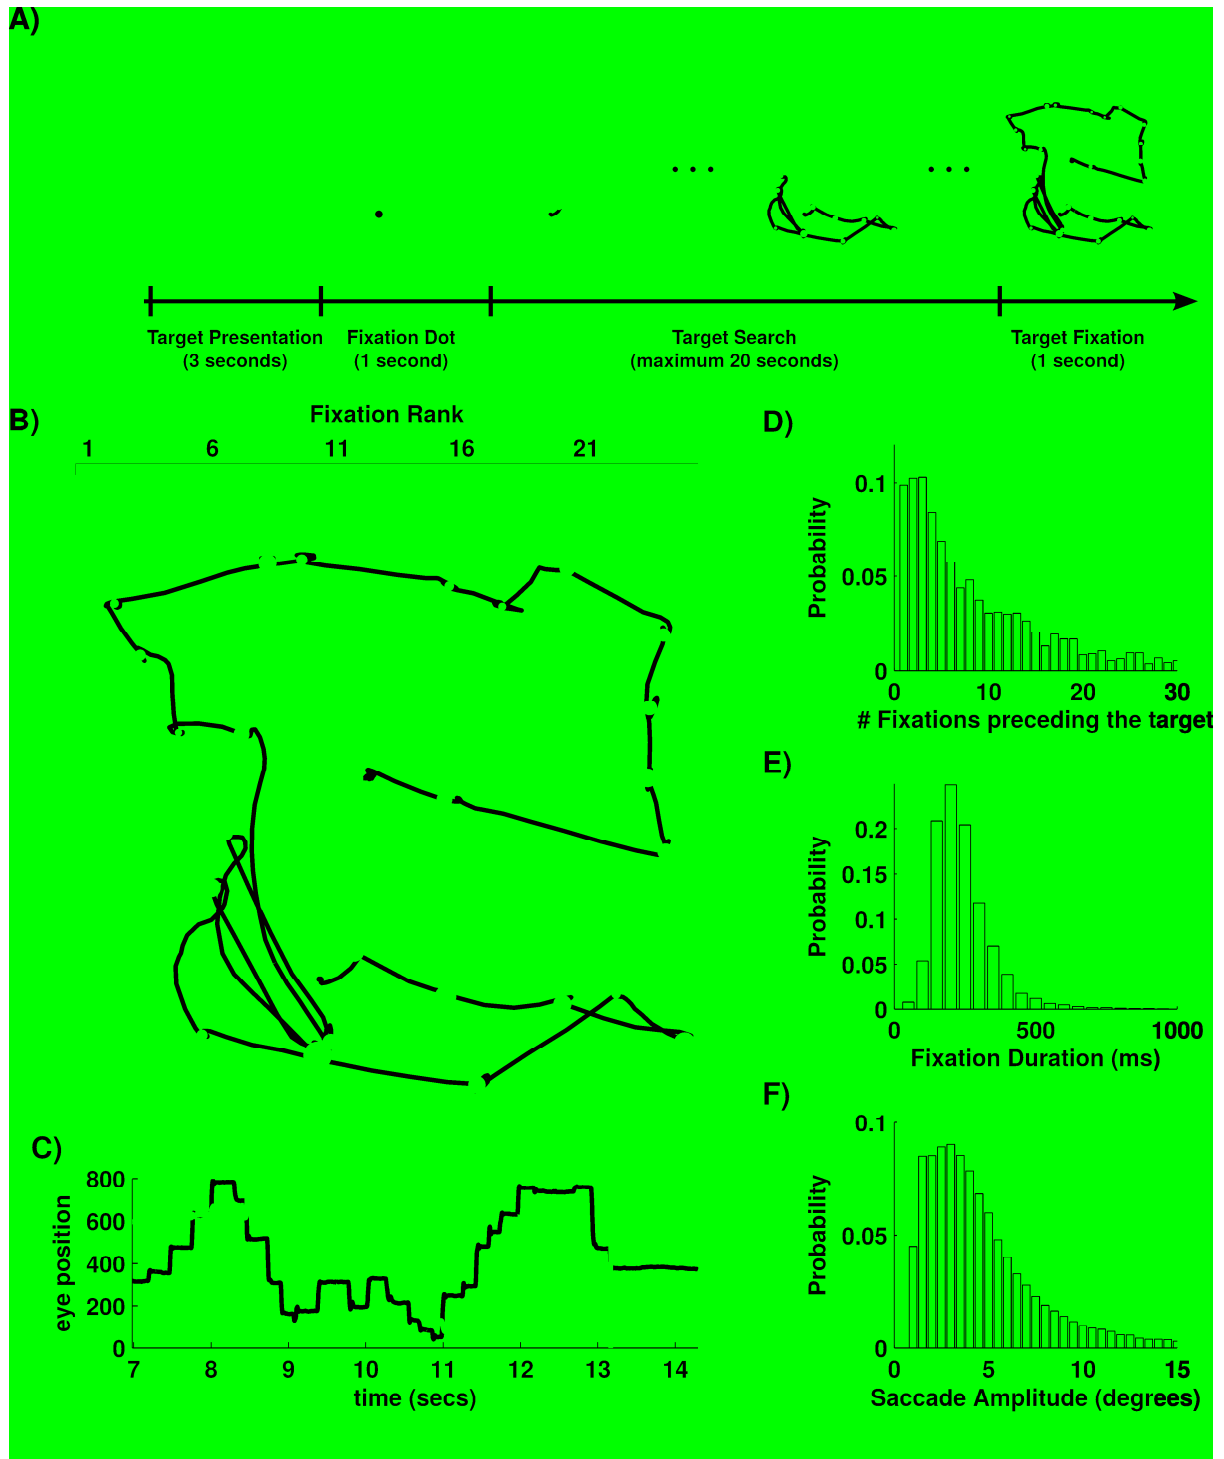 A)
Target Presentation
(3 seconds)
Fixation Dot
(1 second)
Target Search
(maximum 20 seconds)
Target Fixation
(1 second)
B)
Fixation Rank
1 6 11 16 21
C)
eye position
800
600
400
200
0
7 8 9 10 11 12 13 14
time (secs)
D)
Probability
0.1
0.05
0
0 10 20 30
# Fixations preceding the target
E)
Probability
0.2
0.15
0.1
0.05
0
0 500 1000
Fixation Duration (ms)
F)
Probability
0.1
0.05
0
0 5 10 15
Saccade Amplitude (degrees)